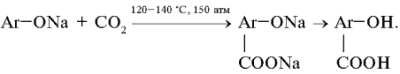 120–140 °C, 150 атм
Ar–ONa + CO₂ ⟶ Ar–ONa → Ar–OH.
COONa COOH